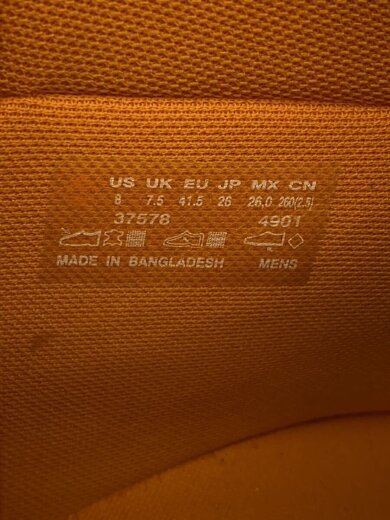 US UK EU JP MX CN
8 7.5 41.5 26 26.0 260(2.5)
37578 4901
MADE IN BANGLADESH MENS